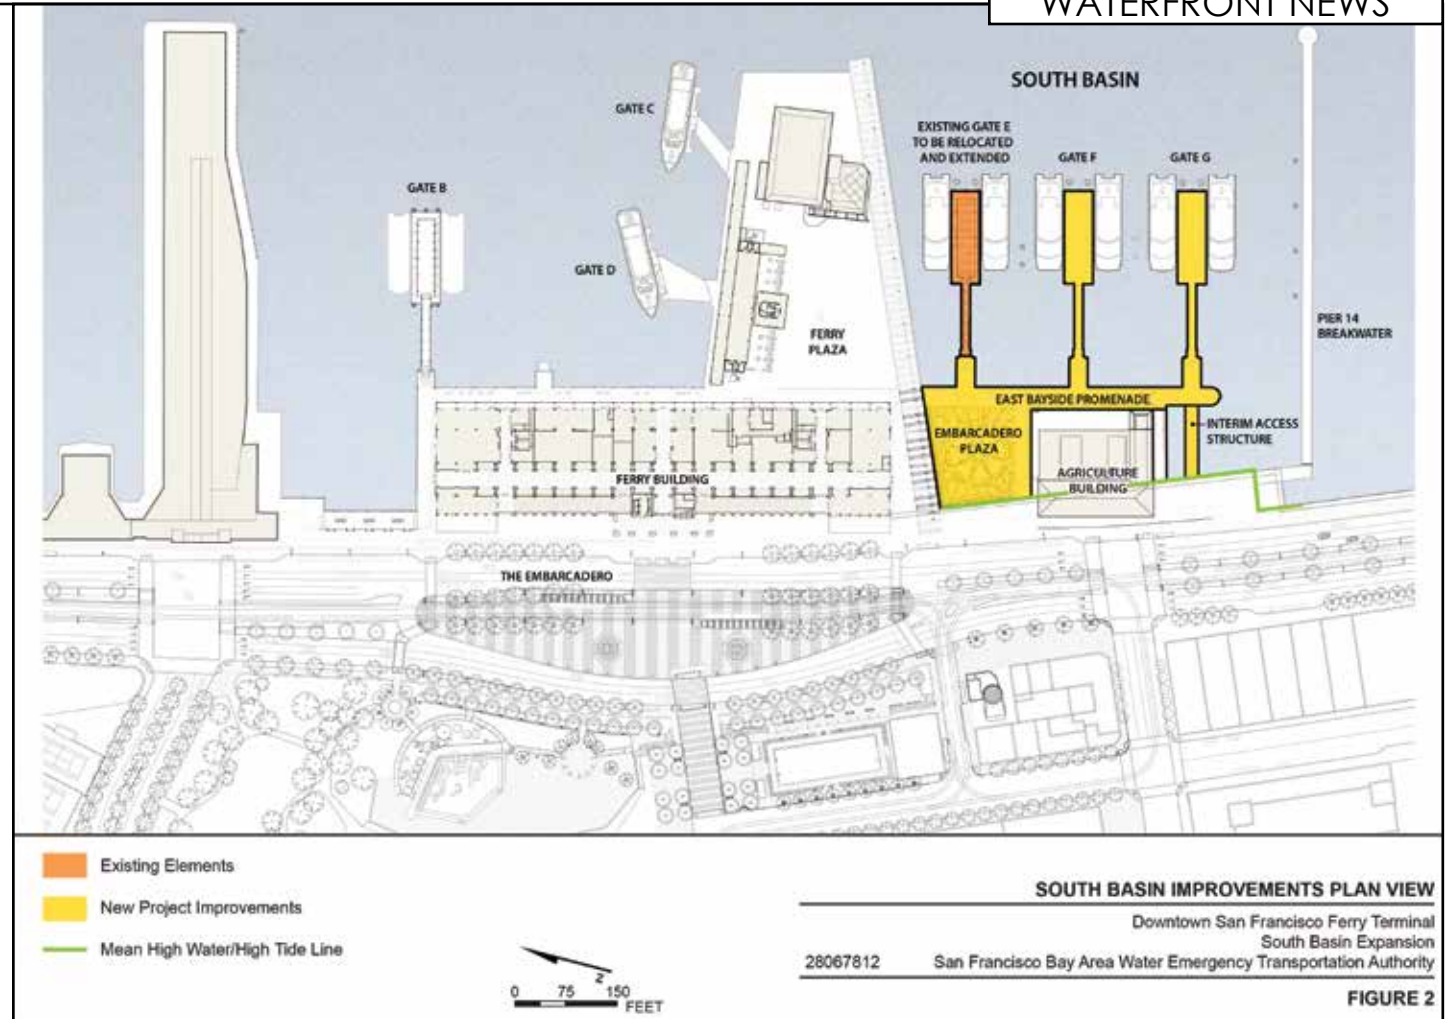 WATERFRONT NEWS
SOUTH BASIN
GATE C
EXISTING GATE E
TO BE RELOCATED
AND EXTENDED
GATE F
GATE G
GATE B
GATE D
FERRY
PLAZA
PIER 14
BREAKWATER
EAST BAYSIDE PROMENADE
INTERIM ACCESS
STRUCTURE
EMBARCADERO
PLAZA
AGRICULTURE
BUILDING
FERRY BUILDING
THE EMBARCADERO
Existing Elements
New Project Improvements
Mean High Water/High Tide Line
Z
0 75 150
FEET
SOUTH BASIN IMPROVEMENTS PLAN VIEW
Downtown San Francisco Ferry Terminal
South Basin Expansion
28067812 San Francisco Bay Area Water Emergency Transportation Authority
FIGURE 2